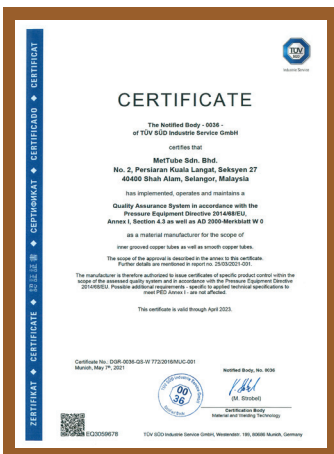 TÜV
SÜD
Industrie Service
ZERTIFIKAT ◆ CERTIFICATE ◆ 認証証書 ◆ СЕРТИФИКАТ ◆ CERTIFICADO ◆ CERTIFICAT
CERTIFICATE
The Notified Body - 0036 -
of TÜV SÜD Industrie Service GmbH
certifies that
MetTube Sdn. Bhd.
No. 2, Persiaran Kuala Langat, Seksyen 27
40400 Shah Alam, Selangor, Malaysia
has implemented, operates and maintains a
Quality Assurance System in accordance with the
Pressure Equipment Directive 2014/68/EU,
Annex I, Section 4.3 as well as AD 2000-Merkblatt W 0
as a material manufacturer for the scope of
inner grooved copper tubes as well as smooth copper tubes.
The scope of the approval is described in the annex to this certificate.
Further details are mentioned in report no. 25/03/2021-001.
The manufacturer is therefore authorized to issue certificates of specific product control within the
scope of the assessed quality system and in accordance with the Pressure Equipment Directive
2014/68/EU. Possible additional requirements - specific to applied technical specifications to
meet PED Annex I - are not affected.
This certificate is valid through April 2023.
Certificate No.: DGR-0036-QS-W 772/2018/MUC-001
Munich, May 7th, 2021
Notified Body, No. 0036
TÜV SÜD Industrie Service
00
36
(M. Strobel)
Certification Body
Material and Welding Technology
EQ3059678
TÜV SÜD Industrie Service GmbH, Westendstr. 199, 80686 Munich, Germany